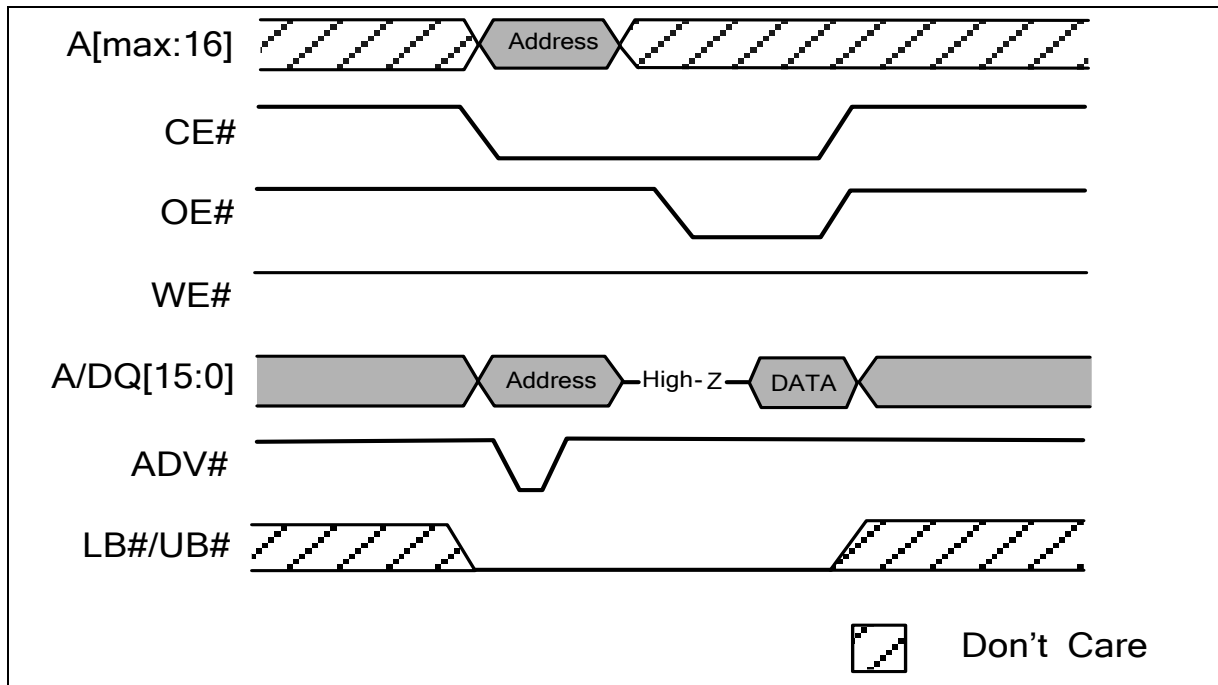 A[max:16] Address
CE#
OE#
WE#
A/DQ[15:0] Address High-Z DATA
ADV#
LB#/UB#
Don't Care